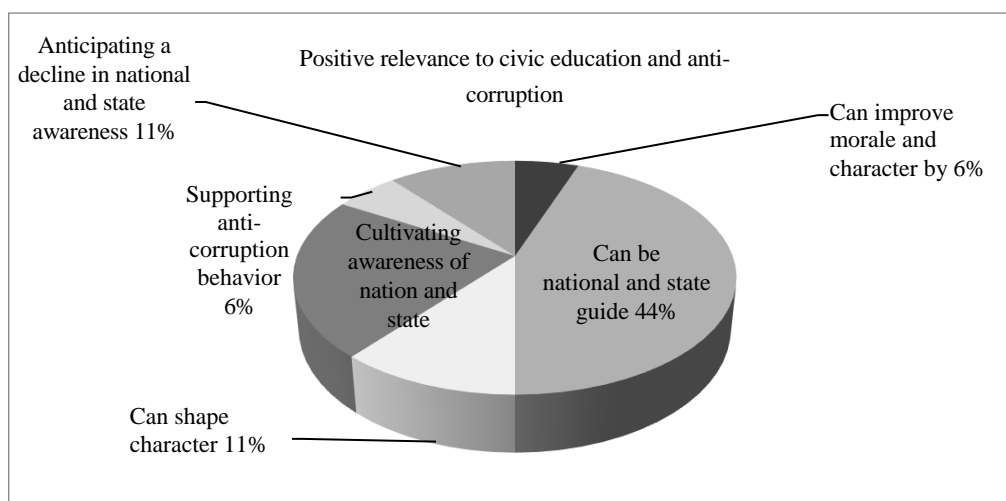 Positive relevance to civic education and anti-
corruption
Anticipating a
decline in national
and state
awareness 11%
Can improve
morale and
character by 6%
Supporting
anti-
corruption
behavior
6%
Cultivating
awareness of
nation and
state
Can be
national and state
guide 44%
Can shape
character 11%